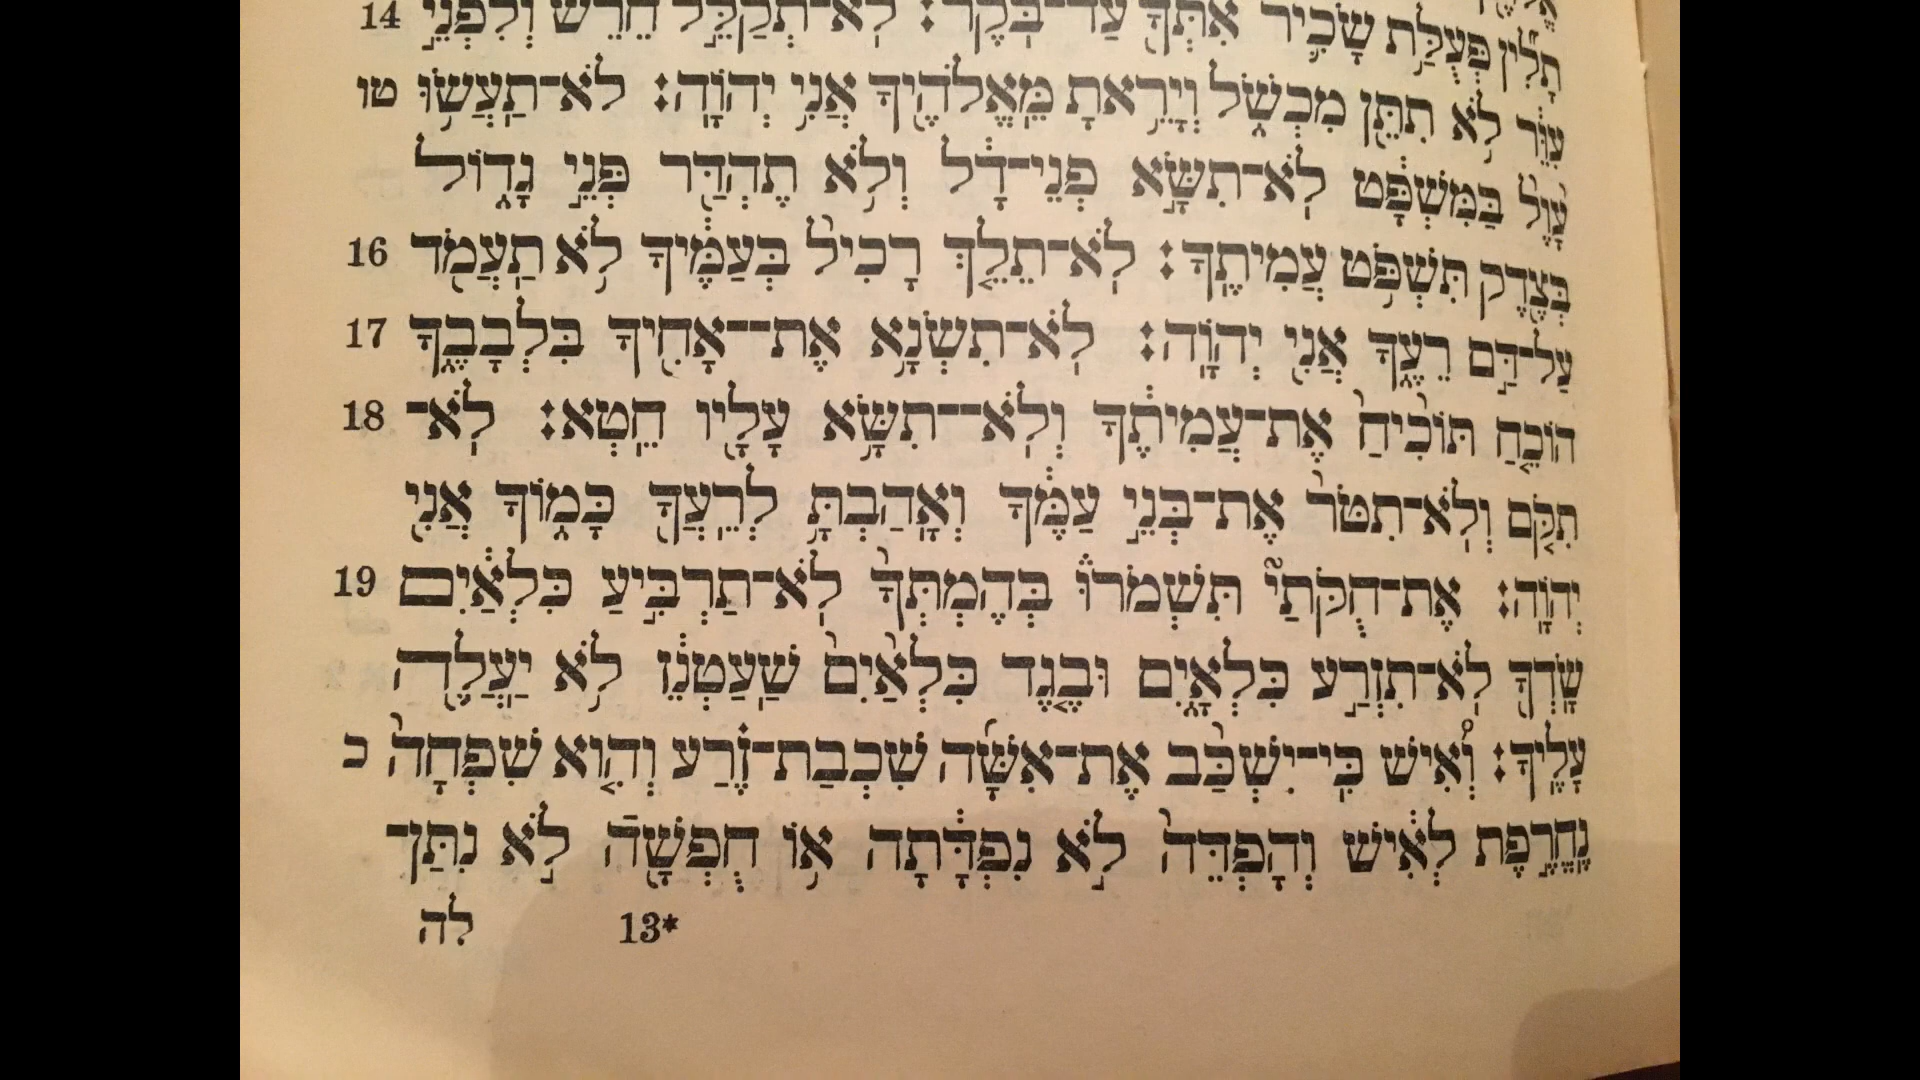 תָלִ֞ין פְּעֻלַּ֥ת שָׂכִ֛יר אִתְּךָ֖ עַד־בֹּֽקֶר׃ לֹא־תְקַלֵּ֣ל חֵרֵ֔שׁ וְלִפְנֵ֣י 14
עִוֵּ֔ר לֹ֥א תִתֵּ֖ן מִכְשֹׁ֑ל וְיָרֵ֥אתָ מֵּאֱלֹהֶ֖יךָ אֲנִ֥י יְהוָֹֽה׃ לֹא־תַעֲשׂ֥וּ טו
עָ֙וֶל֙ בַּמִּשְׁפָּ֔ט לֹא־תִשָּׂ֣א פְנֵי־דָ֔ל וְלֹ֥א תֶהְדַּ֖ר פְּנֵ֣י גָד֑וֹל
בְּצֶ֖דֶק תִּשְׁפֹּ֥ט עֲמִיתֶֽךָ׃ לֹא־תֵלֵ֤ךְ רָכִיל֙ בְּעַמֶּ֔יךָ לֹ֥א תַעֲמֹ֖ד 16
עַל־דַּ֣ם רֵעֶ֑ךָ אֲנִ֖י יְהוָֹֽה׃ לֹֽא־תִשְׂנָ֥א אֶת־אָחִ֖יךָ בִּלְבָבֶ֑ךָ 17
הוֹכֵ֤חַ תּוֹכִ֙יחַ֙ אֶת־עֲמִיתֶ֔ךָ וְלֹא־תִשָּׂ֥א עָלָ֖יו חֵֽטְא׃ לֹֽא־ 18
תִקֹּ֤ם וְלֹֽא־תִטֹּר֙ אֶת־בְּנֵ֣י עַמֶּ֔ךָ וְאָֽהַבְתָּ֥ לְרֵעֲךָ֖ כָּמ֑וֹךָ אֲנִ֖י
יְהוָֹֽה׃ אֶת־חֻקֹּתַי֮ תִּשְׁמֹרוּ֒ בְּהֶמְתְּךָ֙ לֹא־תַרְבִּ֣יעַ כִּלְאַ֔יִם 19
שָׂדְךָ֖ לֹא־תִזְרַ֣ע כִּלְאָ֑יִם וּבֶ֤גֶד כִּלְאַ֙יִם֙ שַֽׁעַטְנֵ֔ז לֹ֥א יַעֲלֶ֖ה
עָלֶֽיךָ׃ וְ֠אִישׁ כִּֽי־יִשְׁכַּ֨ב אֶת־אִשָּׁ֜ה שִׁכְבַת־זֶ֗רַע וְהִ֤וא שִׁפְחָה֙ כ
נֶחֱרֶ֣פֶת לְאִ֔ישׁ וְהָפְדֵּה֙ לֹ֣א נִפְדָּ֔תָה א֥וֹ חֻפְשָׁ֖ה לֹ֣א נִתַּן־
13* לה